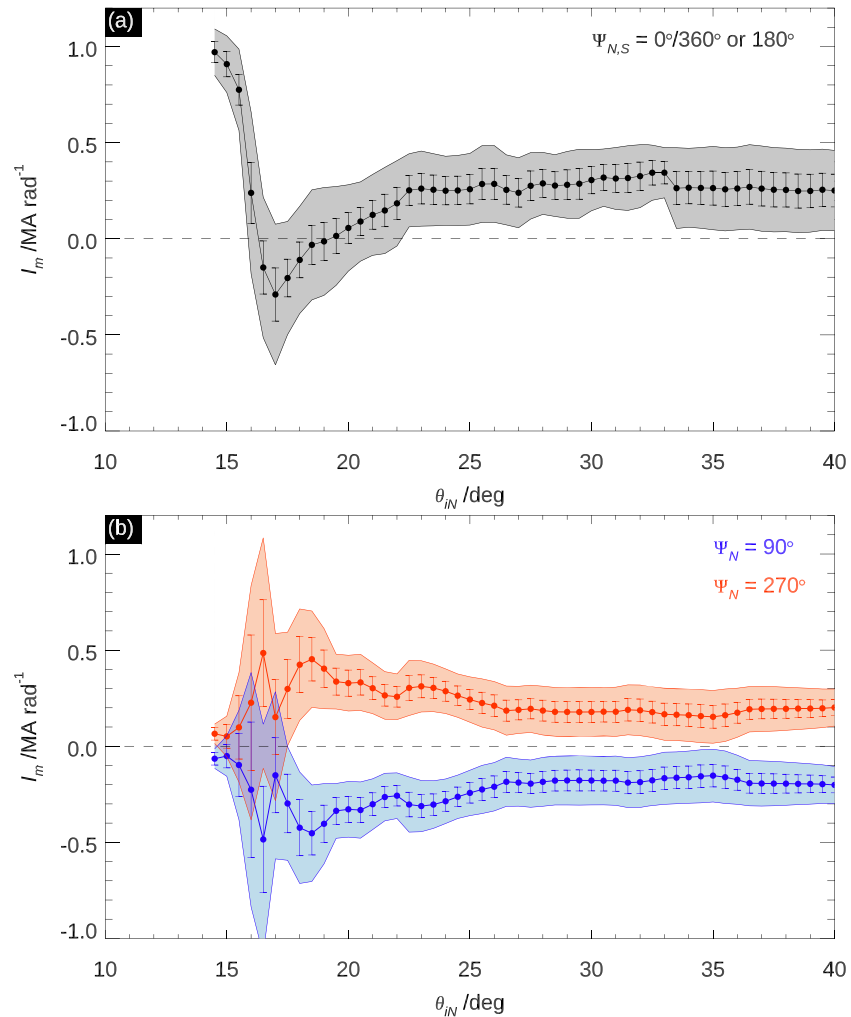 (a)
Ψ_N,S = 0°/360° or 180°
1.0
0.5
0.0
-0.5
-1.0
I_m /MA rad⁻¹
10 15 20 25 30 35 40
θ_iN /deg
(b)
Ψ_N = 90°
Ψ_N = 270°
1.0
0.5
0.0
-0.5
-1.0
I_m /MA rad⁻¹
10 15 20 25 30 35 40
θ_iN /deg